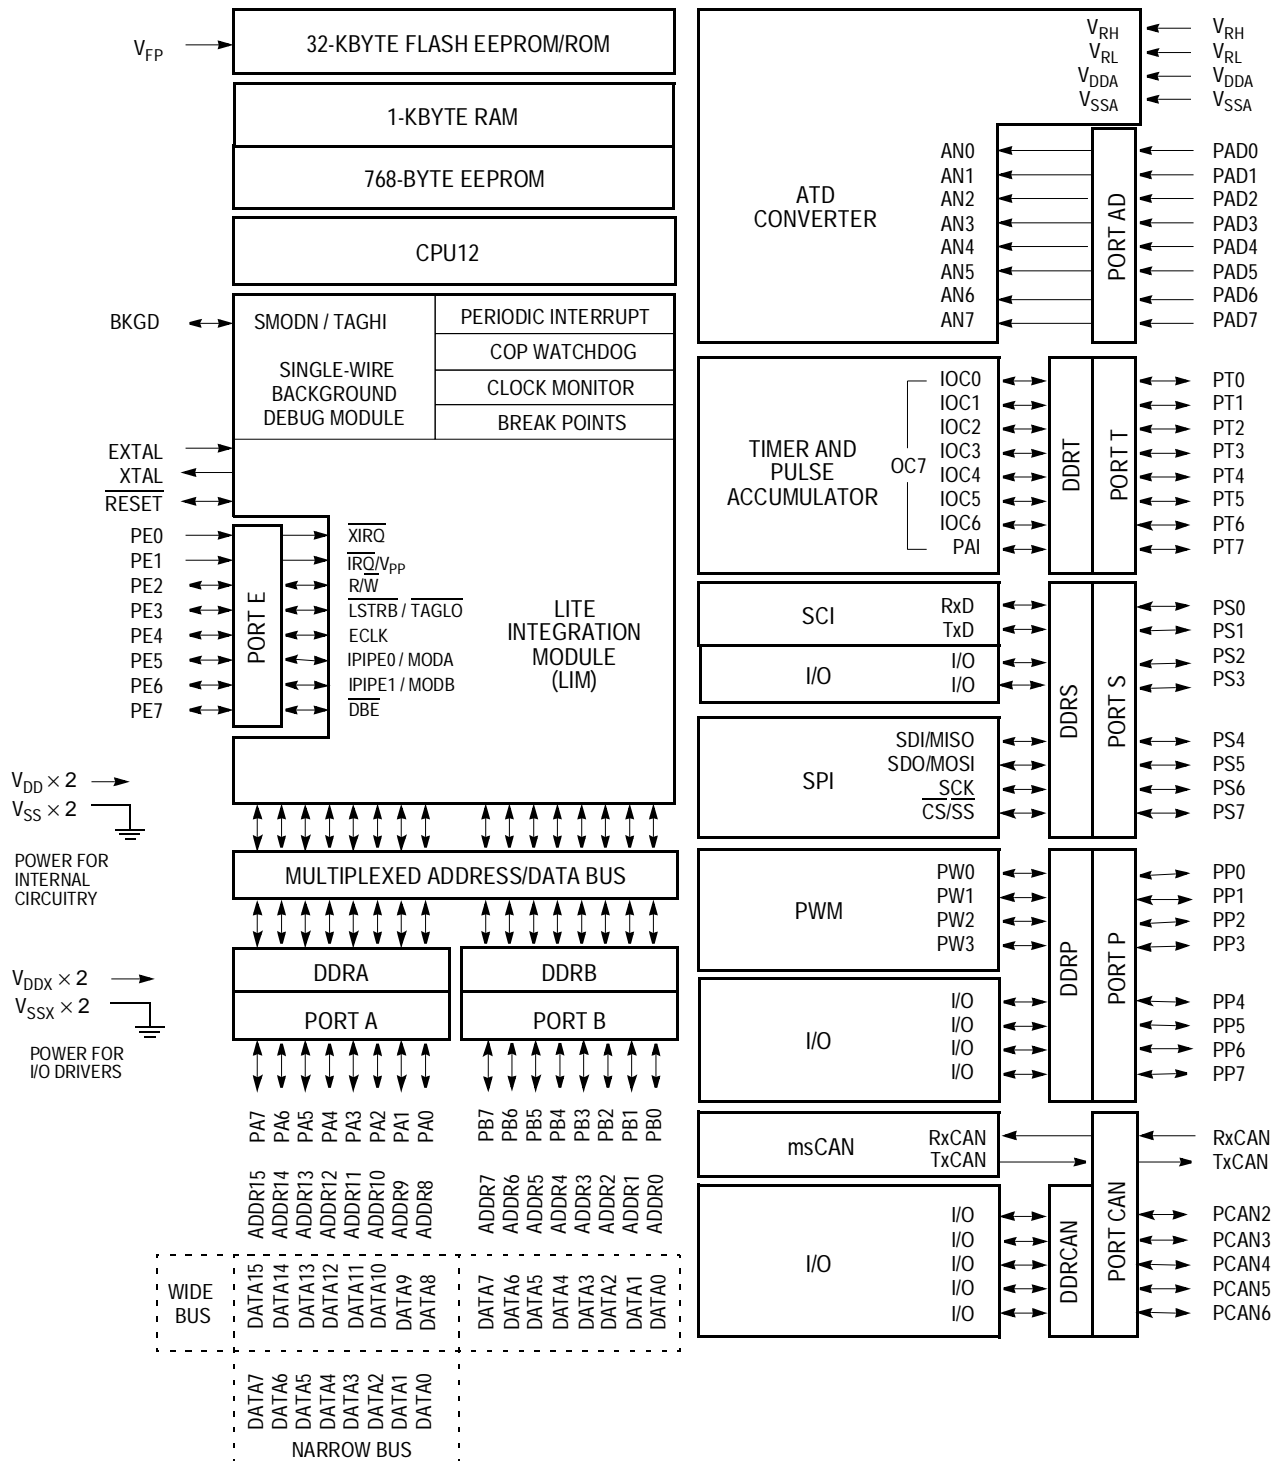 V_FP
32-KBYTE FLASH EEPROM/ROM
1-KBYTE RAM
768-BYTE EEPROM
CPU12
BKGD
SMODN / TAGHI
SINGLE-WIRE
BACKGROUND
DEBUG MODULE
PERIODIC INTERRUPT
COP WATCHDOG
CLOCK MONITOR
BREAK POINTS
EXTAL
XTAL
RESET
PE0
PE1
PE2
PE3
PE4
PE5
PE6
PE7
PORT E
XIRQ
IRQ/V_PP
R/W
LSTRB / TAGLO
ECLK
IPIPE0 / MODA
IPIPE1 / MODB
DBE
LITE
INTEGRATION
MODULE
(LIM)
V_DD × 2
V_SS × 2
POWER FOR
INTERNAL
CIRCUITRY
MULTIPLEXED ADDRESS/DATA BUS
V_DDX × 2
V_SSX × 2
POWER FOR
I/O DRIVERS
DDRA
DDRB
PORT A
PORT B
PA7
PA6
PA5
PA4
PA3
PA2
PA1
PA0
PB7
PB6
PB5
PB4
PB3
PB2
PB1
PB0
ADDR15
ADDR14
ADDR13
ADDR12
ADDR11
ADDR10
ADDR9
ADDR8
ADDR7
ADDR6
ADDR5
ADDR4
ADDR3
ADDR2
ADDR1
ADDR0
WIDE
BUS
DATA15
DATA14
DATA13
DATA12
DATA11
DATA10
DATA9
DATA8
DATA7
DATA6
DATA5
DATA4
DATA3
DATA2
DATA1
DATA0
DATA7
DATA6
DATA5
DATA4
DATA3
DATA2
DATA1
DATA0
NARROW BUS
ATD
CONVERTER
V_RH
V_RL
V_DDA
V_SSA
V_RH
V_RL
V_DDA
V_SSA
AN0
AN1
AN2
AN3
AN4
AN5
AN6
AN7
PORT AD
PAD0
PAD1
PAD2
PAD3
PAD4
PAD5
PAD6
PAD7
TIMER AND
PULSE
ACCUMULATOR
OC7
IOC0
IOC1
IOC2
IOC3
IOC4
IOC5
IOC6
PAI
DDRT
PORT T
PT0
PT1
PT2
PT3
PT4
PT5
PT6
PT7
SCI
RxD
TxD
I/O
I/O
I/O
SPI
SDI/MISO
SDO/MOSI
SCK
CS/SS
DDRS
PORT S
PS0
PS1
PS2
PS3
PS4
PS5
PS6
PS7
PWM
PW0
PW1
PW2
PW3
I/O
I/O
I/O
I/O
I/O
DDRP
PORT P
PP0
PP1
PP2
PP3
PP4
PP5
PP6
PP7
msCAN
RxCAN
TxCAN
I/O
I/O
I/O
I/O
I/O
I/O
DDRCAN
PORT CAN
RxCAN
TxCAN
PCAN2
PCAN3
PCAN4
PCAN5
PCAN6